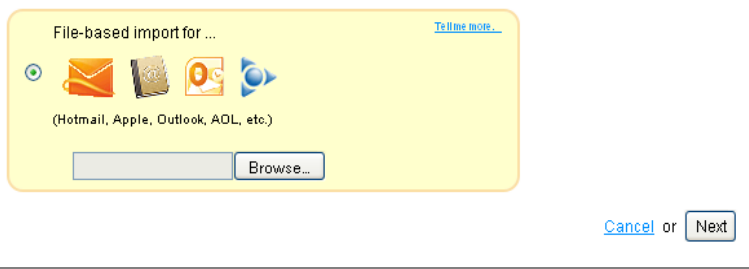 File-based import for ...
Tell me more...
(Hotmail, Apple, Outlook, AOL, etc.)
Browse...
Cancel or Next